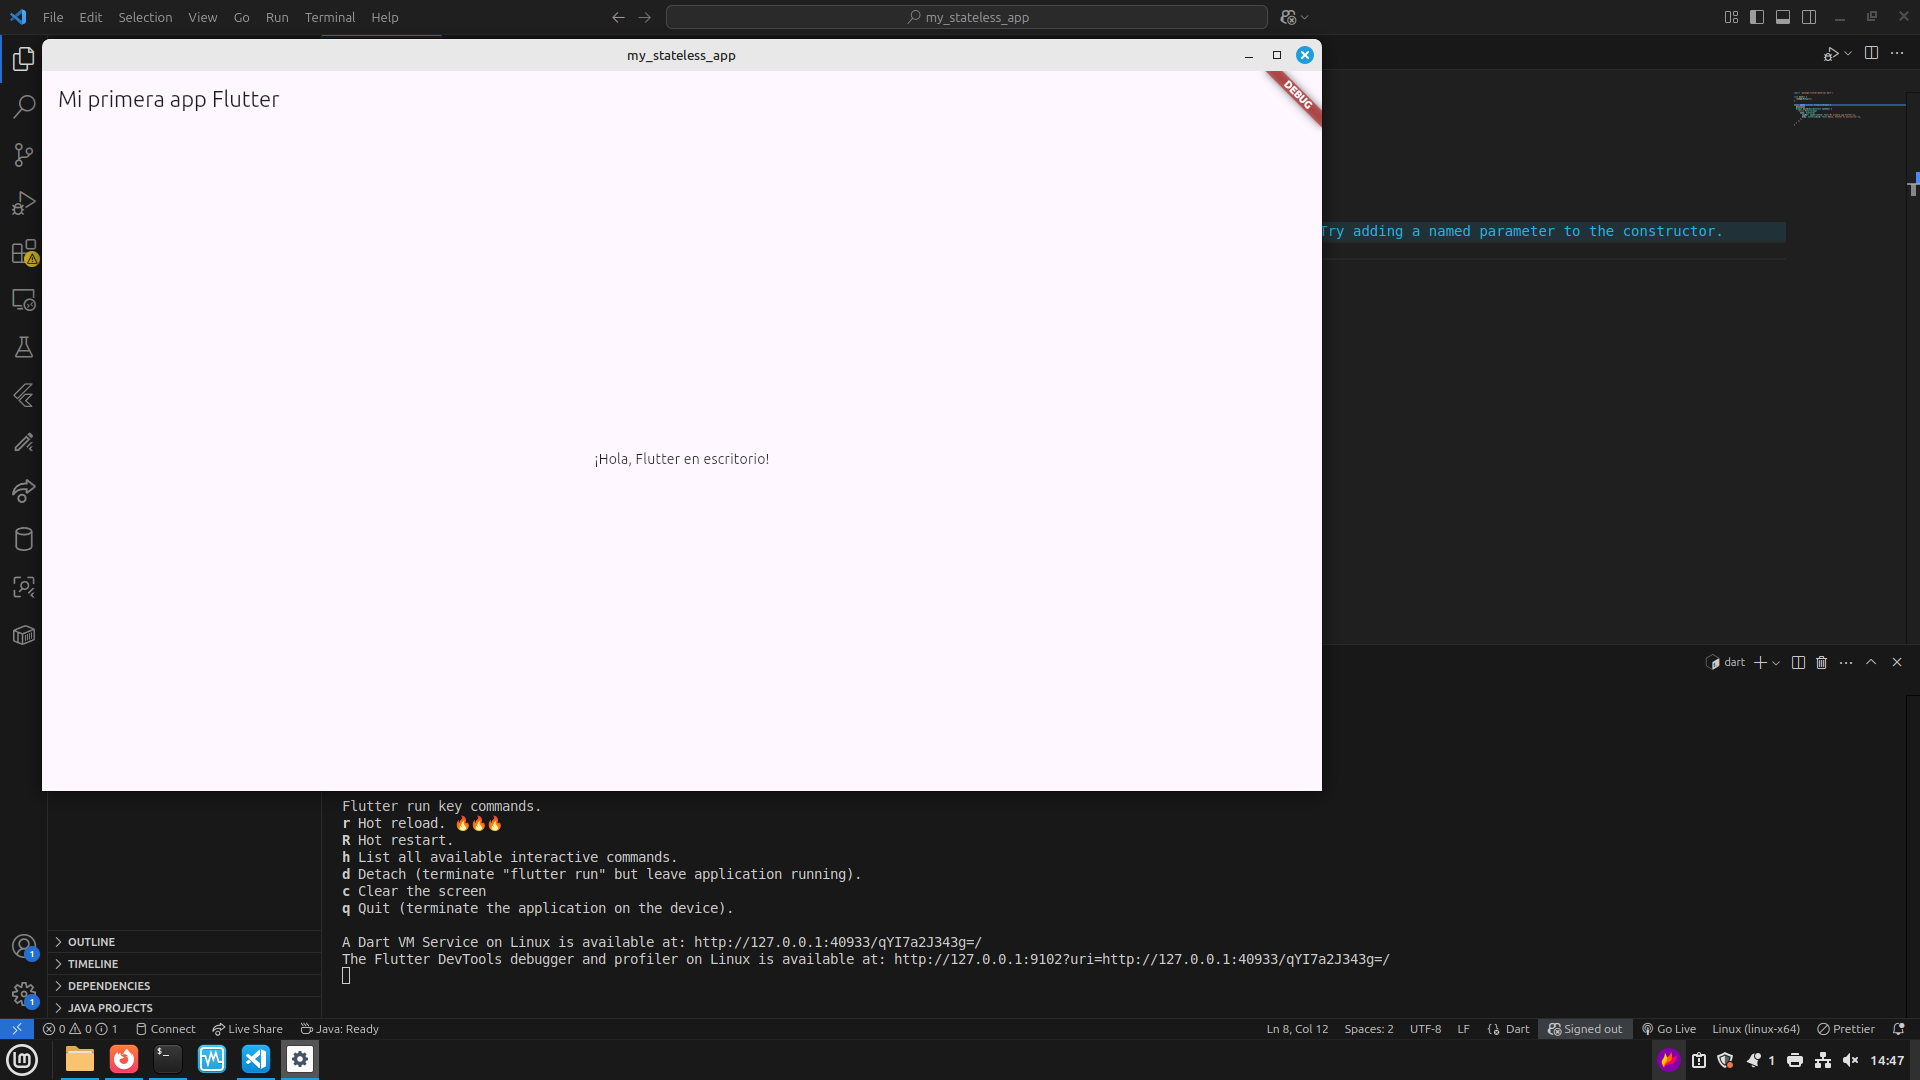 File Edit Selection View Go Run Terminal Help
my_stateless_app
my_stateless_app
Mi primera app Flutter
DEBUG
Try adding a named parameter to the constructor.
¡Hola, Flutter en escritorio!
dart
Flutter run key commands.
r Hot reload. 🔥🔥🔥
R Hot restart.
h List all available interactive commands.
d Detach (terminate "flutter run" but leave application running).
c Clear the screen
q Quit (terminate the application on the device).
A Dart VM Service on Linux is available at: http://127.0.0.1:40933/qYI7a2J343g=/
The Flutter DevTools debugger and profiler on Linux is available at: http://127.0.0.1:9102?uri=http://127.0.0.1:40933/qYI7a2J343g=/
OUTLINE
TIMELINE
DEPENDENCIES
JAVA PROJECTS
1
1
0 0 1 Connect Live Share Java: Ready
Ln 8, Col 12 Spaces: 2 UTF-8 LF Dart Signed out Go Live Linux (linux-x64) Prettier
1 14:47